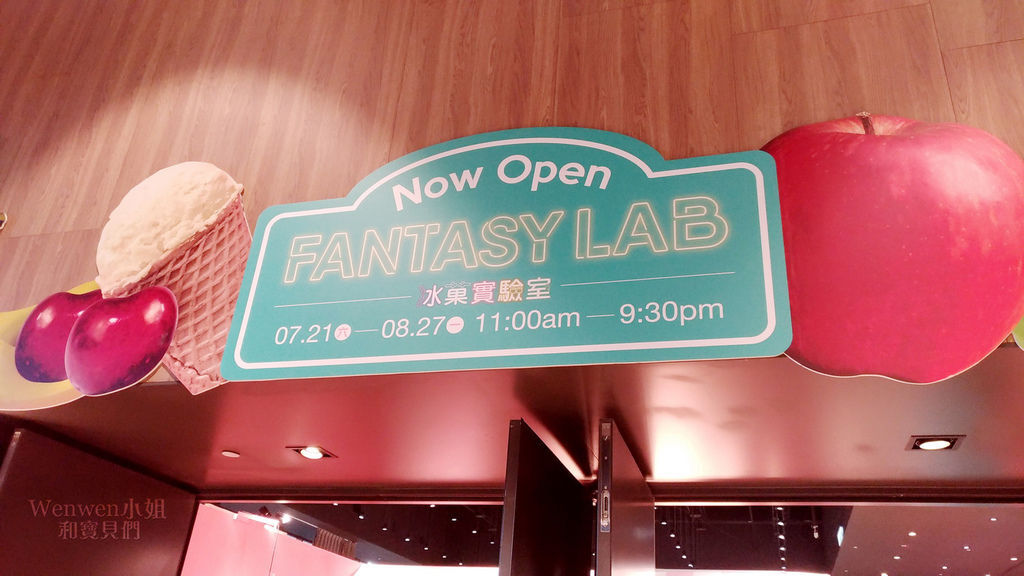 Now Open
FANTASY LAB
水菓實驗室
07.21㊅—08.27㊀ 11:00am — 9:30pm
Wenwen小姐
和寶貝們